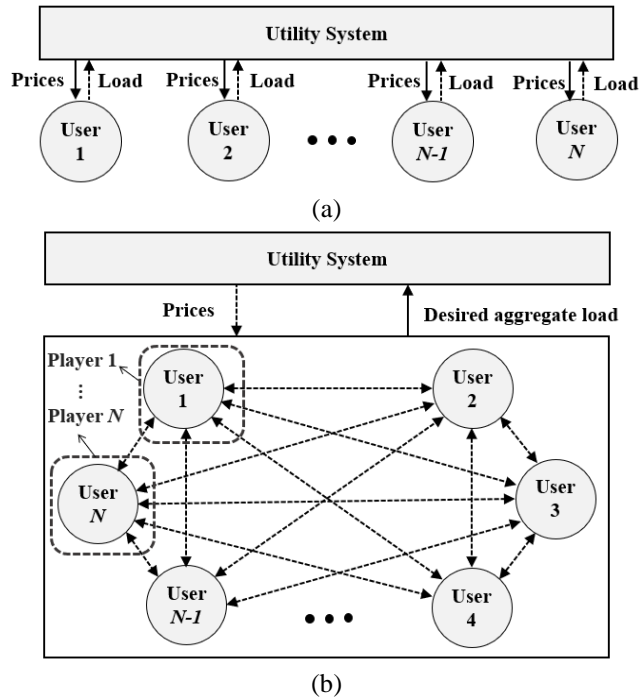 Utility System
Prices Load Prices Load Prices Load Prices Load
User
1
User
2
• • •
User
N-1
User
N
(a)
Utility System
Prices
Desired aggregate load
Player 1
⋮
Player N
User
1
User
2
User
N
User
3
User
N-1
• • •
User
4
(b)